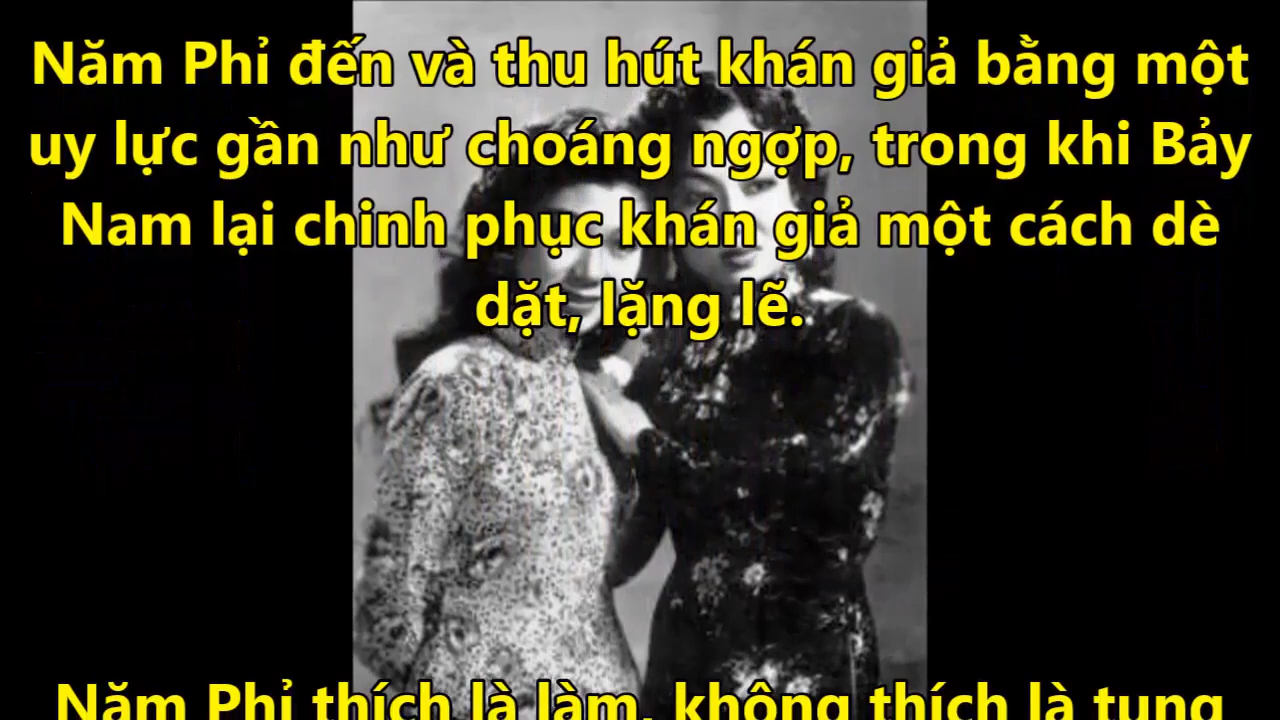 Năm Phỉ đến và thu hút khán giả bằng một
uy lực gần như choáng ngợp, trong khi Bảy
Nam lại chinh phục khán giả một cách dè
dặt, lặng lẽ.
Năm Phỉ thích là làm, không thích là tung